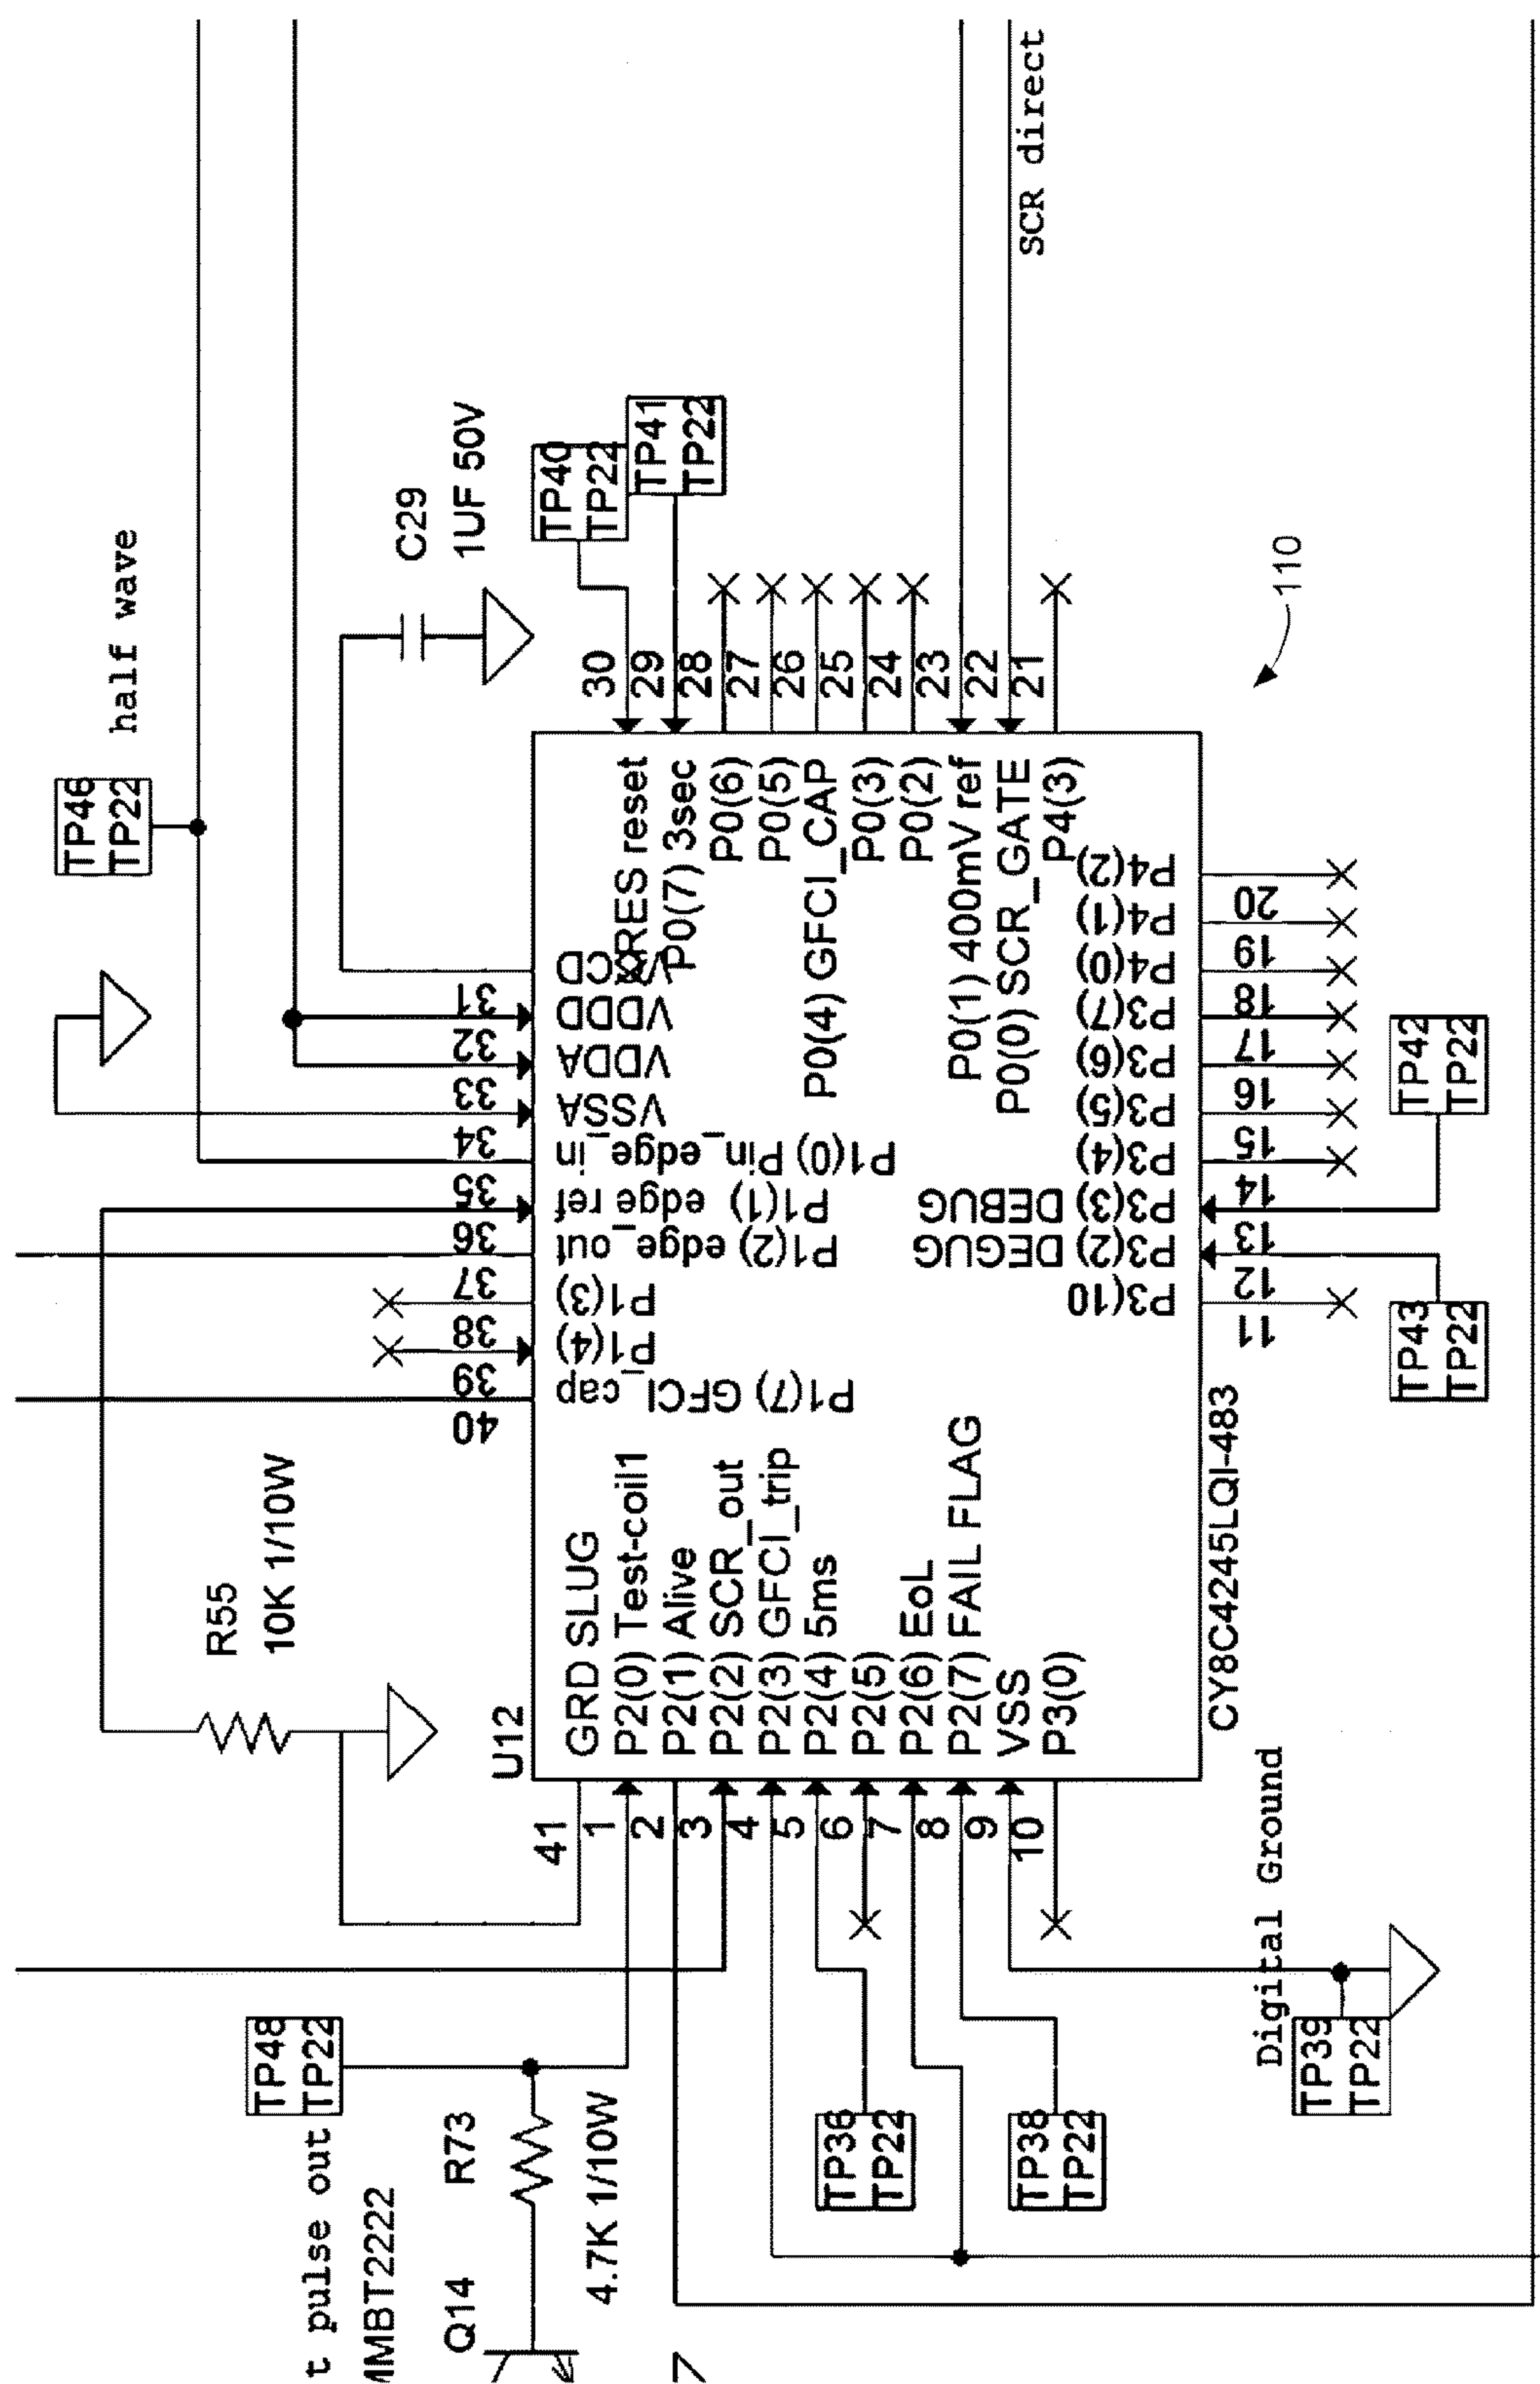 half wave
TP46
TP22
C29
1UF 50V
TP40
TP22
TP41
TP22
SCR direct
110
R55
10K 1/10W
U12
CY8C4245LQI-483
30
29
28
27
26
25
24
23
22
21
XRES reset
P0(7) 3sec
P0(6)
P0(5)
P0(4) GFCI_CAP
P0(3)
P0(2)
P0(1) 400mV ref
P0(0) SCR_GATE
P4(3)
31
32
33
34
35
36
37
38
39
40
VCCD
VDDD
VDDA
VSSA
P1(0) Pin_edge_in
P1(1) edge ref
P1(2) edge_out
P1(3)
P1(4)
P1(7) GFCI_cap
P4(2)
P4(1)
P4(0)
P3(7)
P3(6)
P3(5)
P3(4)
P3(3) DEBUG
P3(2) DEGUG
P3(10
20
19
18
17
16
15
14
13
12
11
TP42
TP22
TP43
TP22
GRD SLUG
P2(0) Test-coil1
P2(1) Alive
P2(2) SCR_out
P2(3) GFCI_trip
P2(4) 5ms
P2(5)
P2(6) EoL
P2(7) FAIL FLAG
VSS
P3(0)
41
1
2
3
4
5
6
7
8
9
10
TP48
TP22
t pulse out
MMBT2222
Q14
R73
4.7K 1/10W
TP36
TP22
TP38
TP22
Digital Ground
TP39
TP22